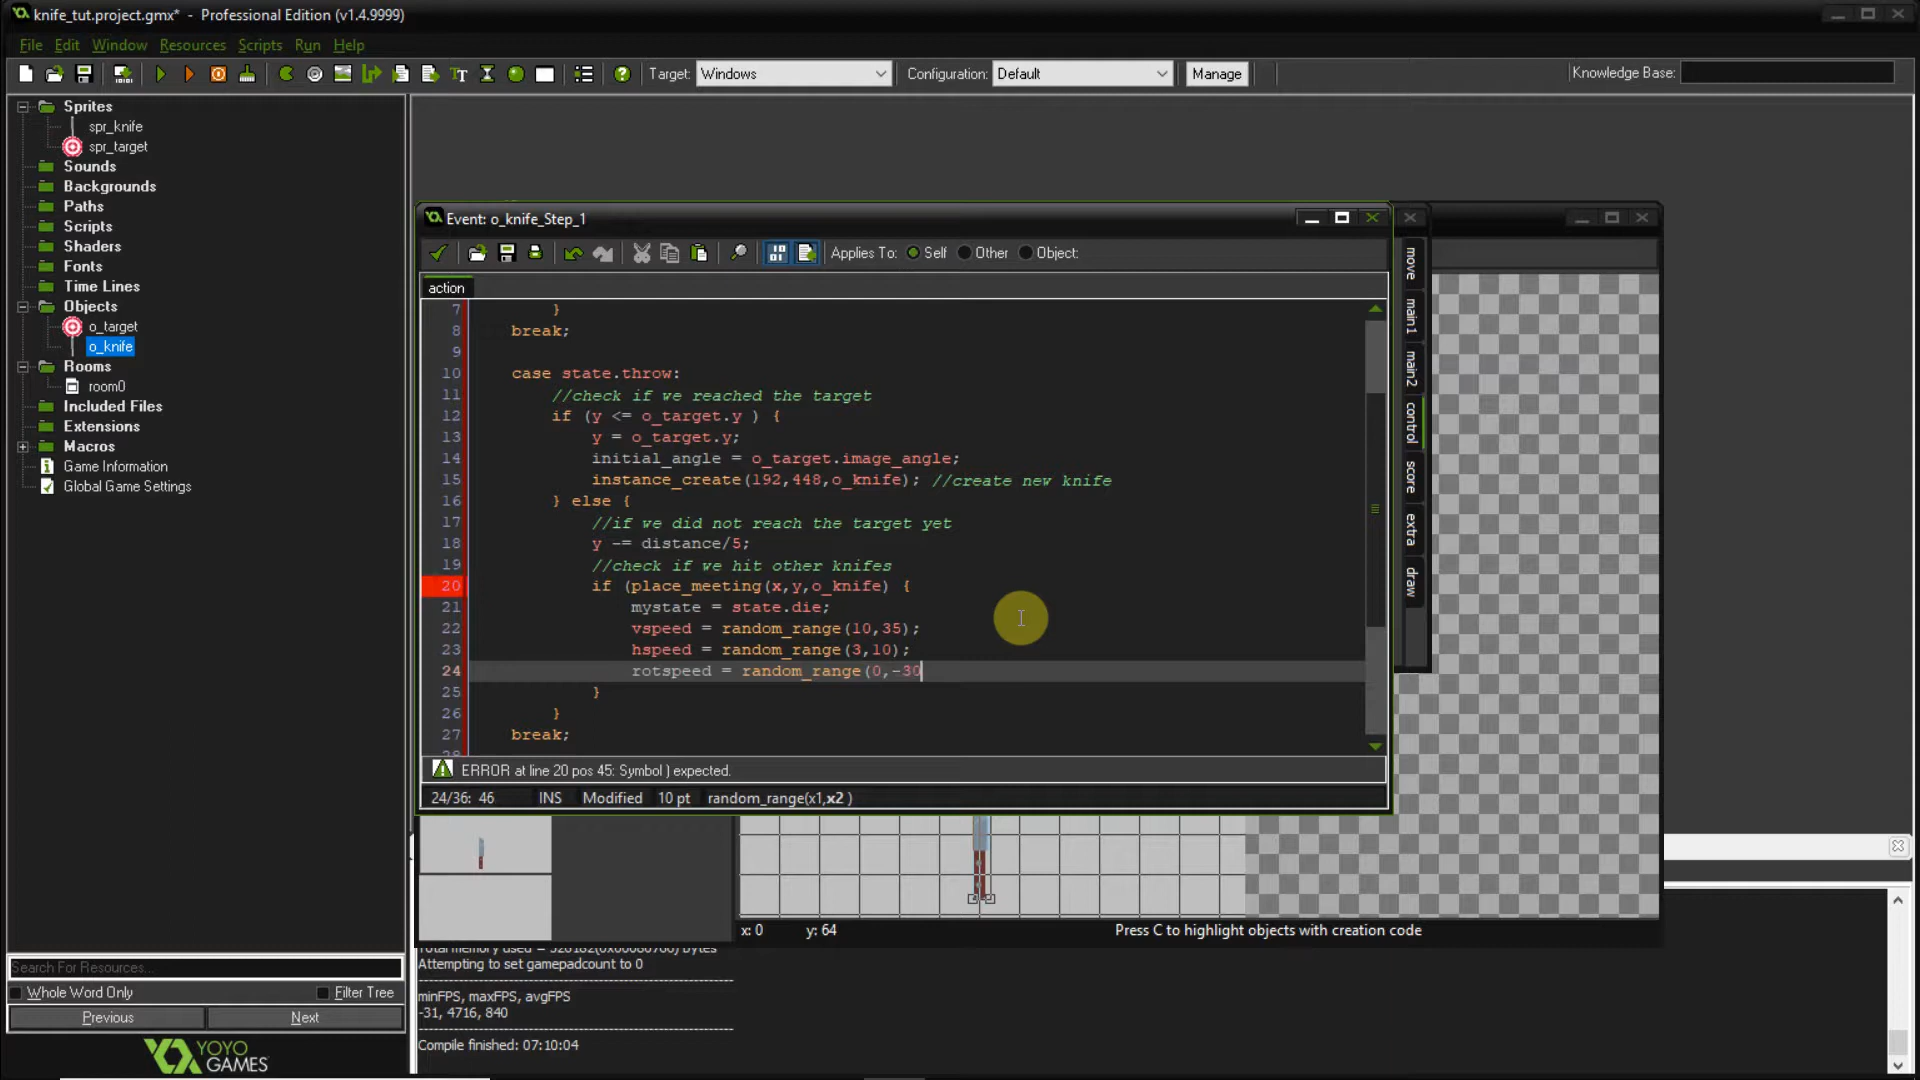 knife_tut.project.gmx* - Professional Edition (v1.4.9999)
File Edit Window Resources Scripts Run Help
Target: Windows Configuration: Default Manage Knowledge Base:
Sprites
spr_knife
spr_target
Sounds
Backgrounds
Paths
Scripts
Shaders
Fonts
Time Lines
Objects
o_target
o_knife
Rooms
room0
Included Files
Extensions
Macros
Game Information
Global Game Settings
Search For Resources...
Whole Word Only Filter Tree
Previous Next
YOYO
GAMES
Event: o_knife_Step_1
Applies To: Self Other Object:
action
7 }
8 break;
9
10 case state.throw:
11 //check if we reached the target
12 if (y <= o_target.y ) {
13 y = o_target.y;
14 initial_angle = o_target.image_angle;
15 instance_create(192,448,o_knife); //create new knife
16 } else {
17 //if we did not reach the target yet
18 y -= distance/5;
19 //check if we hit other knifes
20 if (place_meeting(x,y,o_knife) {
21 mystate = state.die;
22 vspeed = random_range(10,35);
23 hspeed = random_range(3,10);
24 rotspeed = random_range(0,-30
25 }
26 }
27 break;
28
ERROR at line 20 pos 45: Symbol ) expected.
24/36: 46 INS Modified 10 pt random_range(x1,x2 )
move
main1
main2
control
score
extra
draw
x: 0 y: 64 Press C to highlight objects with creation code
Attempting to set gamepadcount to 0
minFPS, maxFPS, avgFPS
-31, 4716, 840
Compile finished: 07:10:04